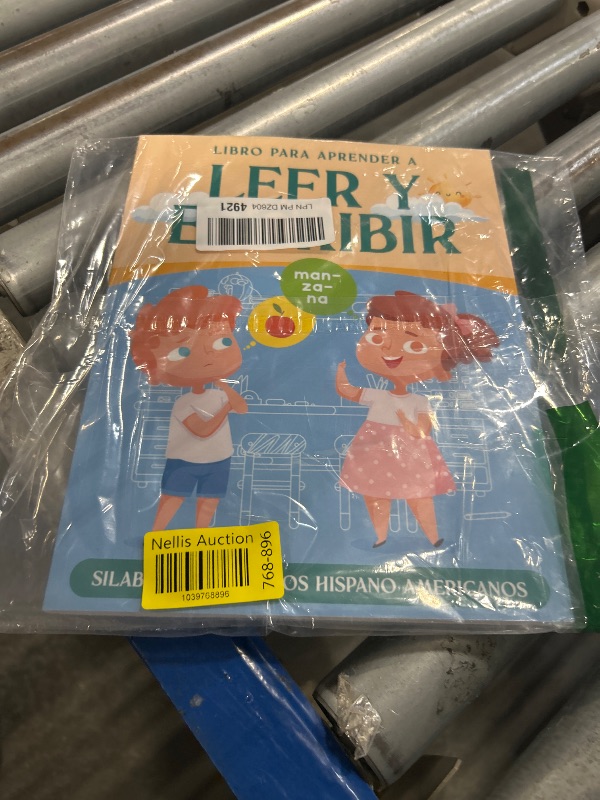 LIBRO PARA APRENDER A
LEER Y
LPN PM D2804 4921
man-
za-
na
Nellis Auction
1039768896
768-896
HISPANO AMERICANOS